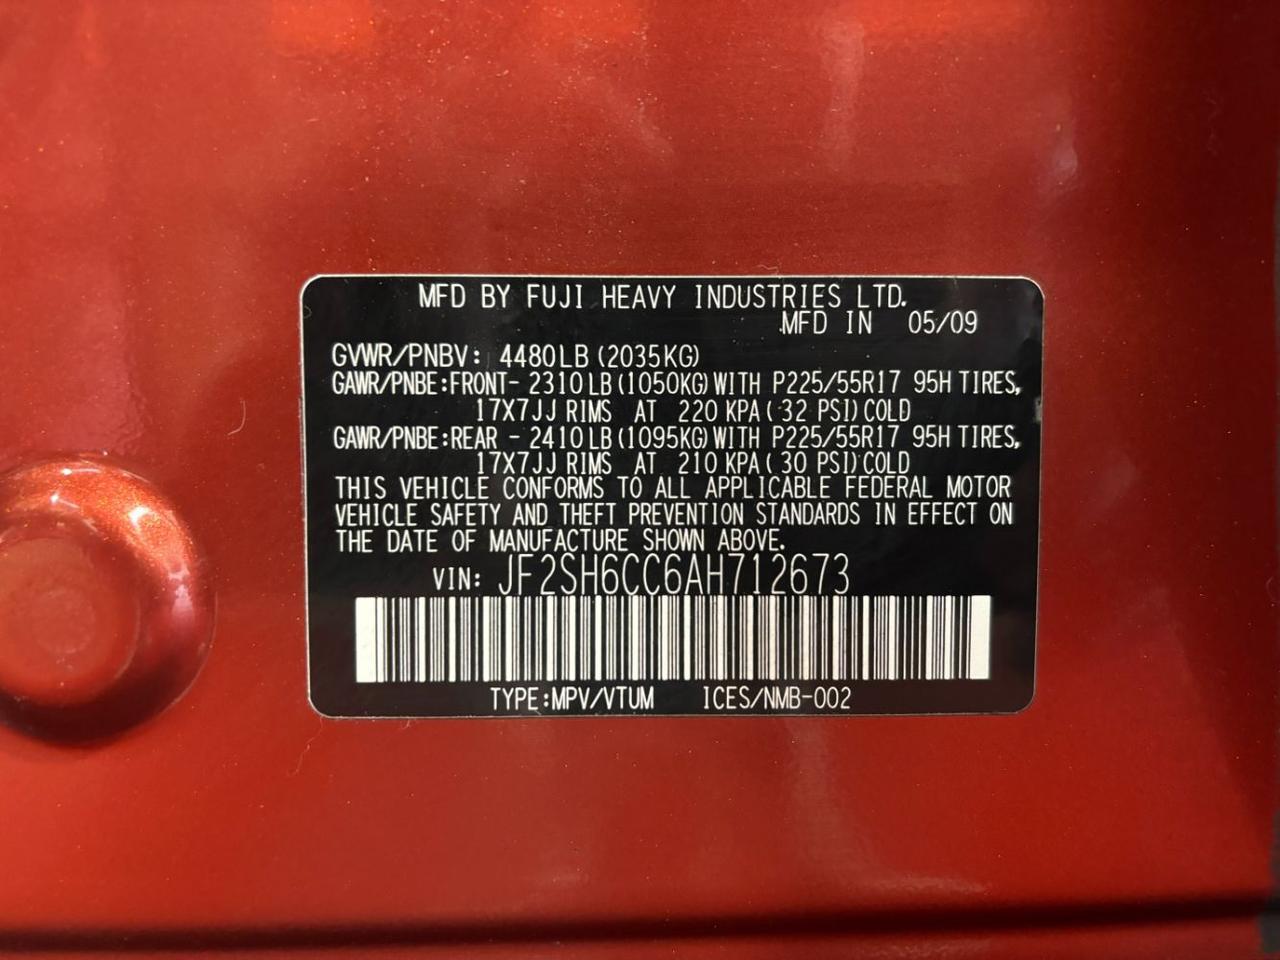 MFD BY FUJI HEAVY INDUSTRIES LTD.
MFD IN 05/09
GVWR/PNBV: 4480LB (2035KG)
GAWR/PNBE:FRONT- 2310LB (1050KG) WITH P225/55R17 95H TIRES,
17X7JJ RIMS AT 220 KPA ( 32 PSI) COLD
GAWR/PNBE:REAR - 2410LB (1095KG) WITH P225/55R17 95H TIRES,
17X7JJ RIMS AT 210 KPA ( 30 PSI) COLD
THIS VEHICLE CONFORMS TO ALL APPLICABLE FEDERAL MOTOR
VEHICLE SAFETY AND THEFT PREVENTION STANDARDS IN EFFECT ON
THE DATE OF MANUFACTURE SHOWN ABOVE.
VIN: JF2SH6CC6AH712673
TYPE:MPV/VTUM ICES/NMB-002